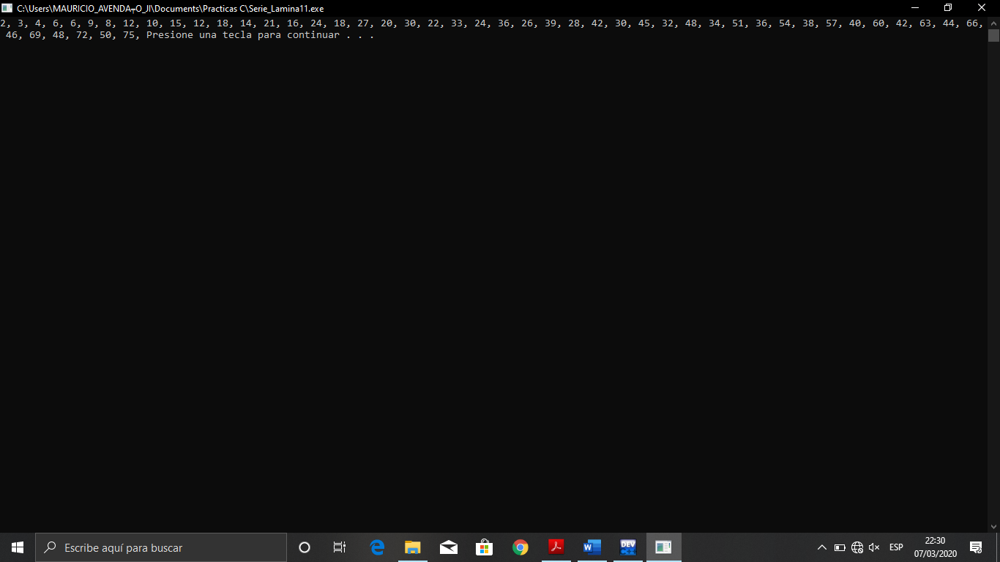 C:\Users\MAURICIO_AVENDA╤O_JI\Documents\Practicas C\Serie_Lamina11.exe
2, 3, 4, 6, 6, 9, 8, 12, 10, 15, 12, 18, 14, 21, 16, 24, 18, 27, 20, 30, 22, 33, 24, 36, 26, 39, 28, 42, 30, 45, 32, 48, 34, 51, 36, 54, 38, 57, 40, 60, 42, 63, 44, 66,
46, 69, 48, 72, 50, 75, Presione una tecla para continuar . . .
Escribe aquí para buscar
DEV
ESP
22:30
07/03/2020